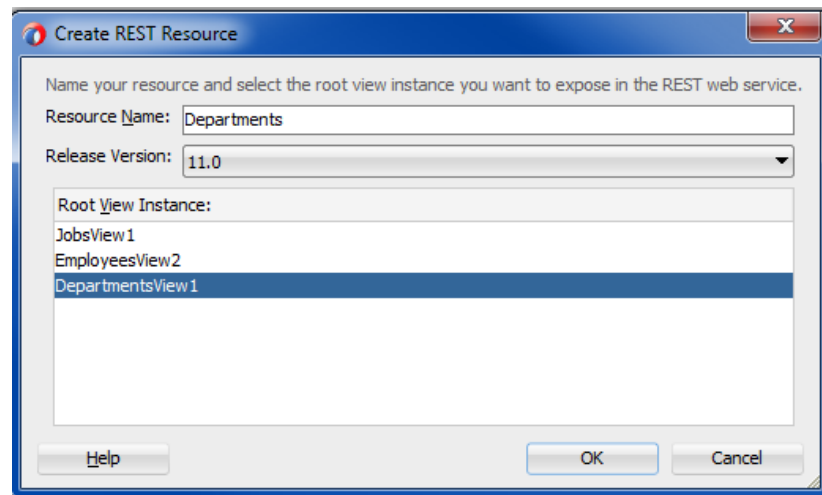 Create REST Resource
Name your resource and select the root view instance you want to expose in the REST web service.
Resource Name: Departments
Release Version: 11.0
Root View Instance:
JobsView1
EmployeesView2
DepartmentsView1
Help OK Cancel